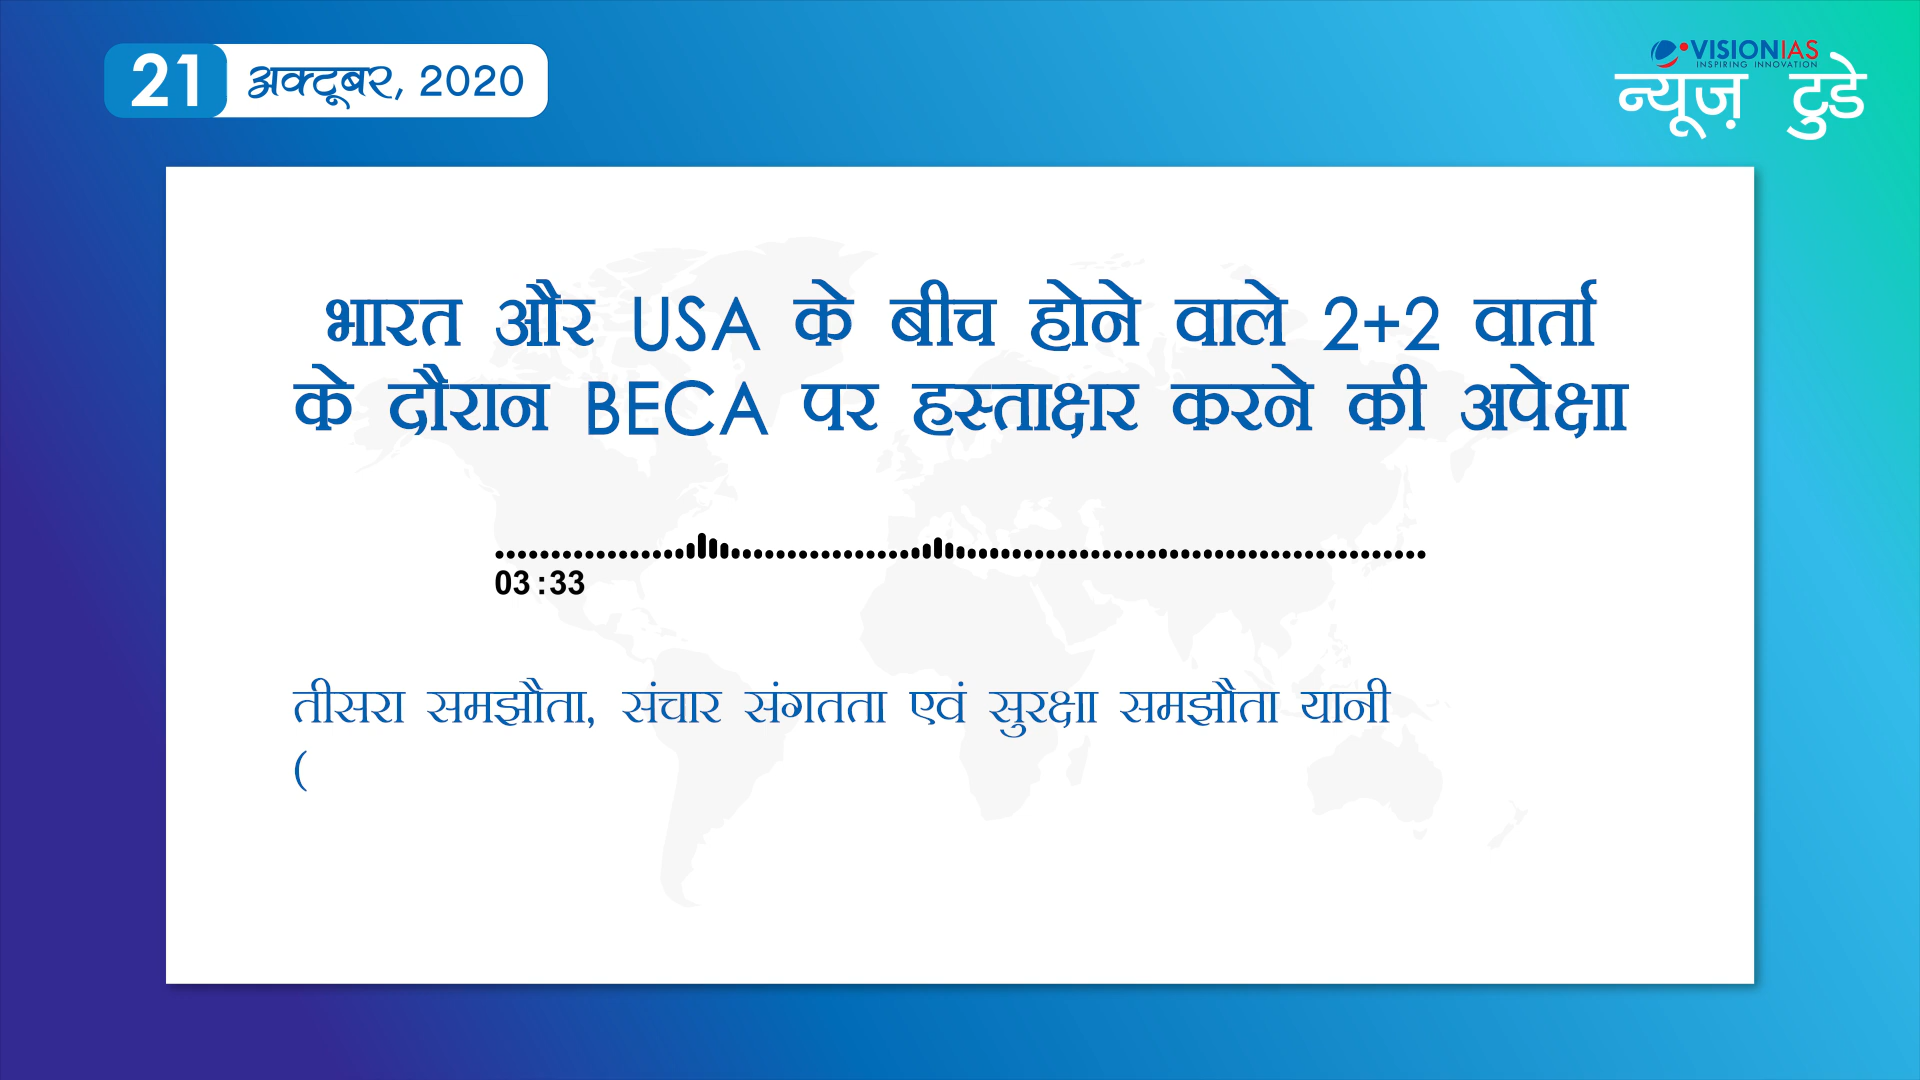 21 अक्टूबर, 2020
VISIONIAS
INSPIRING INNOVATION
न्यूज़ टुडे
भारत और USA के बीच होने वाले 2+2 वार्ता
के दौरान BECA पर हस्ताक्षर करने की अपेक्षा
03:33
तीसरा समझौता, संचार संगतता एवं सुरक्षा समझौता यानी
(